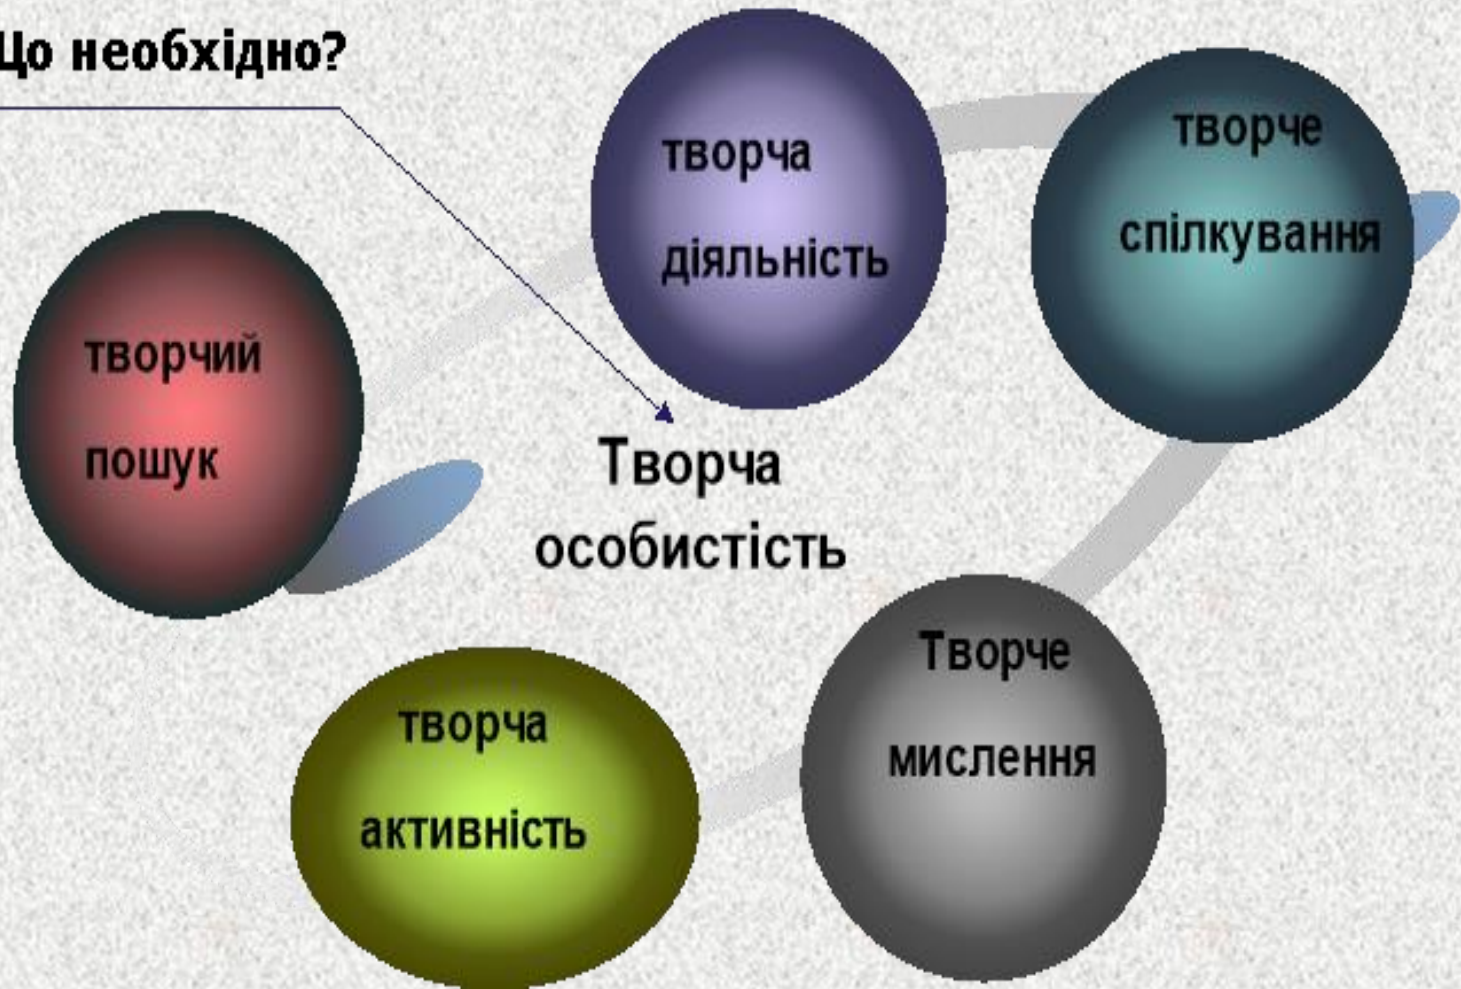 Що необхідно?
творча
діяльність
творче
спілкування
творчий
пошук
Творча
особистість
Творче
мислення
творча
активність